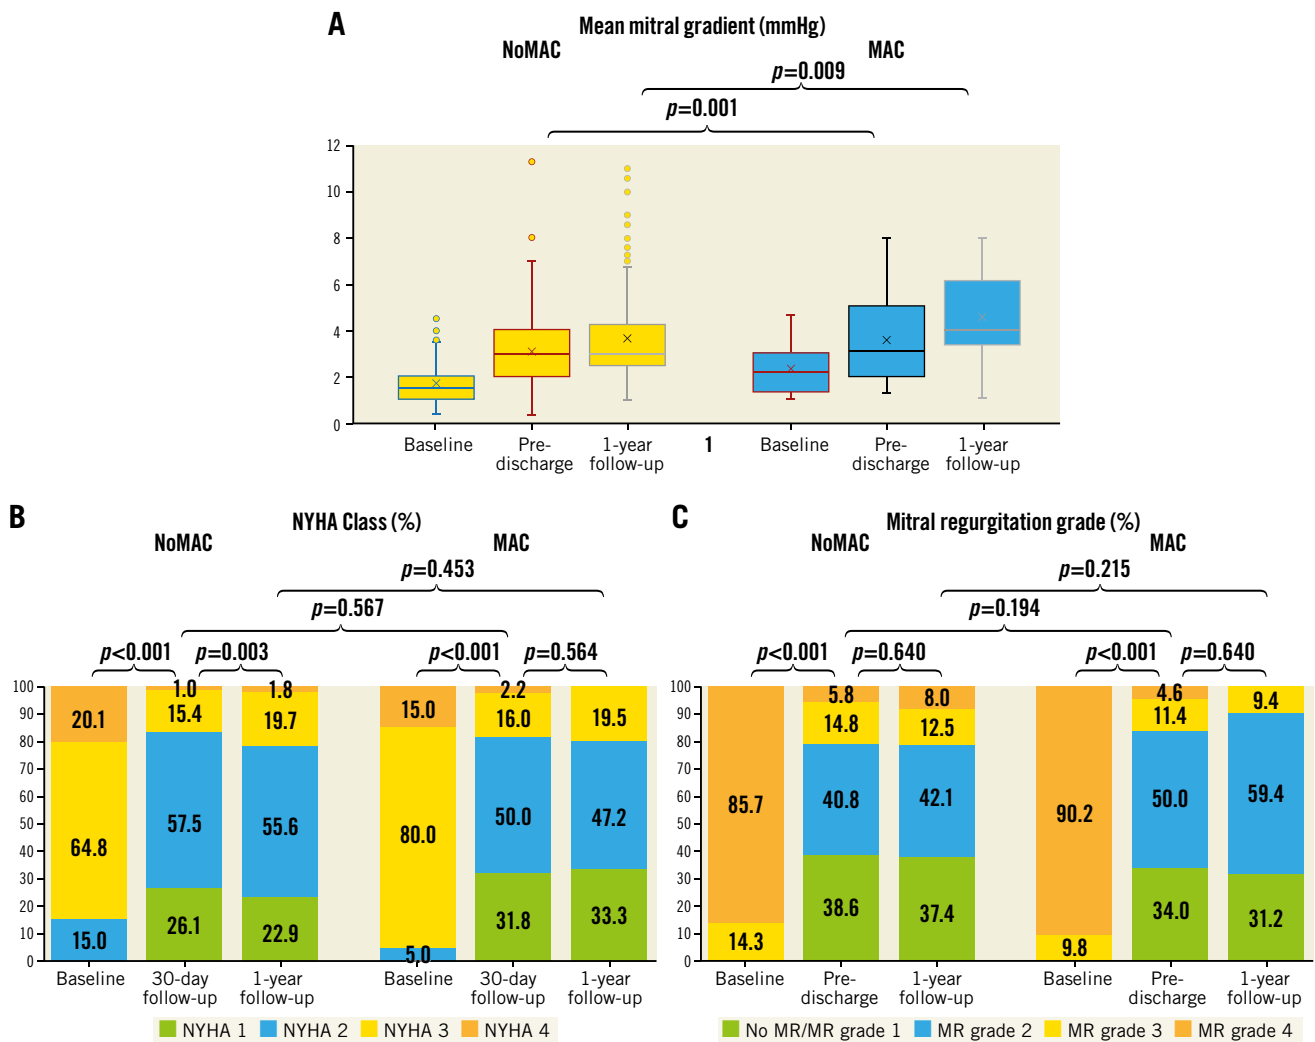 A
Mean mitral gradient (mmHg)
NoMAC MAC
p=0.009
p=0.001
12
10
8
6
4
2
0
Baseline Pre-discharge 1-year follow-up 1 Baseline Pre-discharge 1-year follow-up
B
NYHA Class (%)
NoMAC MAC
p=0.453
p=0.567
p<0.001 p=0.003 p<0.001 p=0.564
100
90
80
70
60
50
40
30
20
10
0
20.1 1.0 1.8 15.0 2.2
64.8 15.4 19.7 80.0 16.0 19.5
15.0 57.5 55.6 5.0 50.0 47.2
26.1 22.9 31.8 33.3
Baseline 30-day follow-up 1-year follow-up Baseline 30-day follow-up 1-year follow-up
NYHA 1 NYHA 2 NYHA 3 NYHA 4
C
Mitral regurgitation grade (%)
NoMAC MAC
p=0.215
p=0.194
p<0.001 p=0.640 p<0.001 p=0.640
100
90
80
70
60
50
40
30
20
10
0
85.7 5.8 8.0 90.2 4.6
14.3 14.8 12.5 9.8 11.4 9.4
40.8 42.1 50.0 59.4
38.6 37.4 34.0 31.2
Baseline Pre-discharge 1-year follow-up Baseline Pre-discharge 1-year follow-up
No MR/MR grade 1 MR grade 2 MR grade 3 MR grade 4